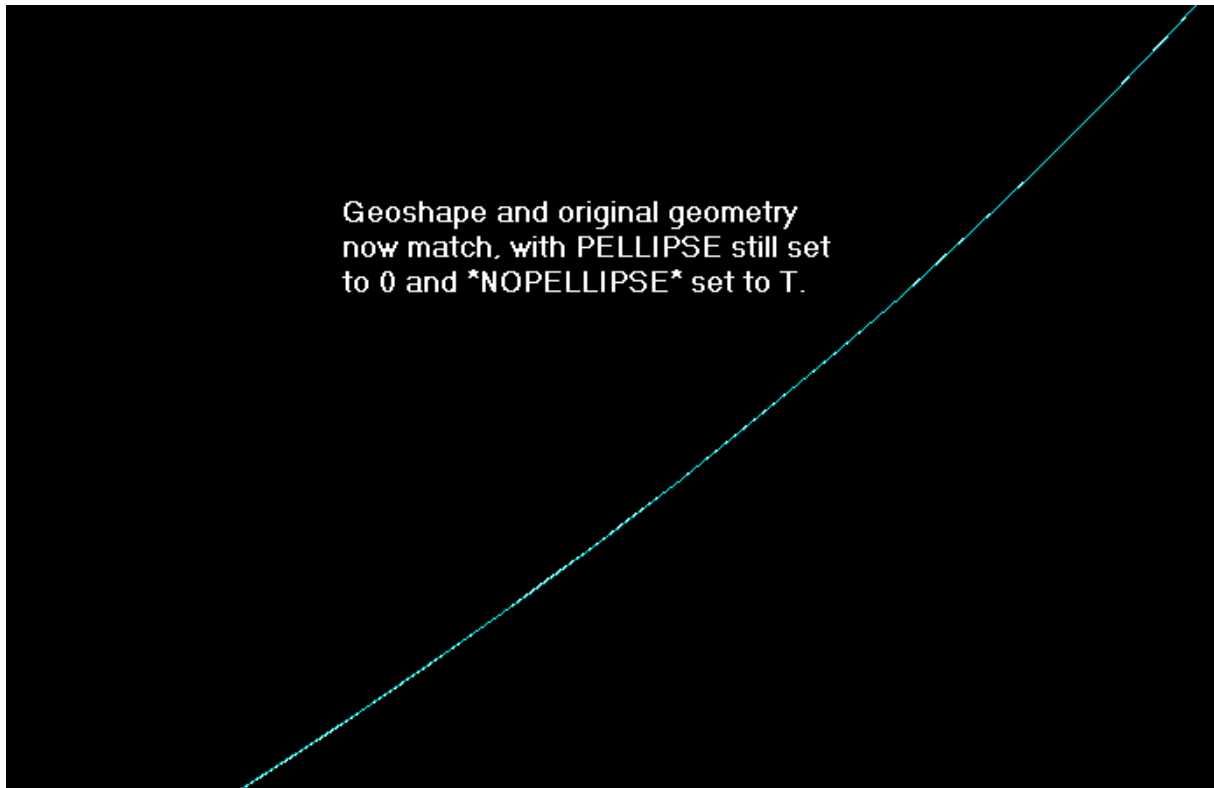 Geoshape and original geometry
now match, with PELLIPSE still set
to 0 and *NOPELLIPSE* set to T.